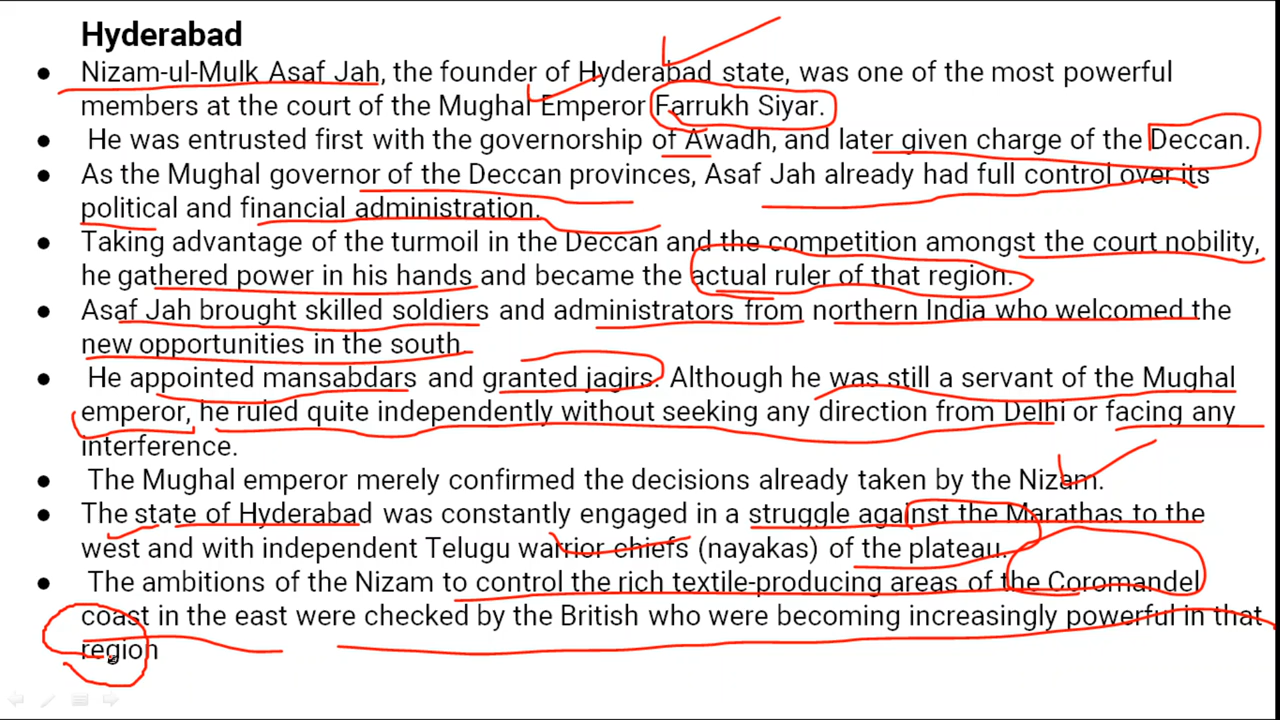 Hyderabad
● Nizam-ul-Mulk Asaf Jah, the founder of Hyderabad state, was one of the most powerful
members at the court of the Mughal Emperor Farrukh Siyar.
● He was entrusted first with the governorship of Awadh, and later given charge of the Deccan.
● As the Mughal governor of the Deccan provinces, Asaf Jah already had full control over its
political and financial administration.
● Taking advantage of the turmoil in the Deccan and the competition amongst the court nobility,
he gathered power in his hands and became the actual ruler of that region.
● Asaf Jah brought skilled soldiers and administrators from northern India who welcomed the
new opportunities in the south.
● He appointed mansabdars and granted jagirs. Although he was still a servant of the Mughal
emperor, he ruled quite independently without seeking any direction from Delhi or facing any
interference.
● The Mughal emperor merely confirmed the decisions already taken by the Nizam.
● The state of Hyderabad was constantly engaged in a struggle against the Marathas to the
west and with independent Telugu warrior chiefs (nayakas) of the plateau.
● The ambitions of the Nizam to control the rich textile-producing areas of the Coromandel
coast in the east were checked by the British who were becoming increasingly powerful in that
region